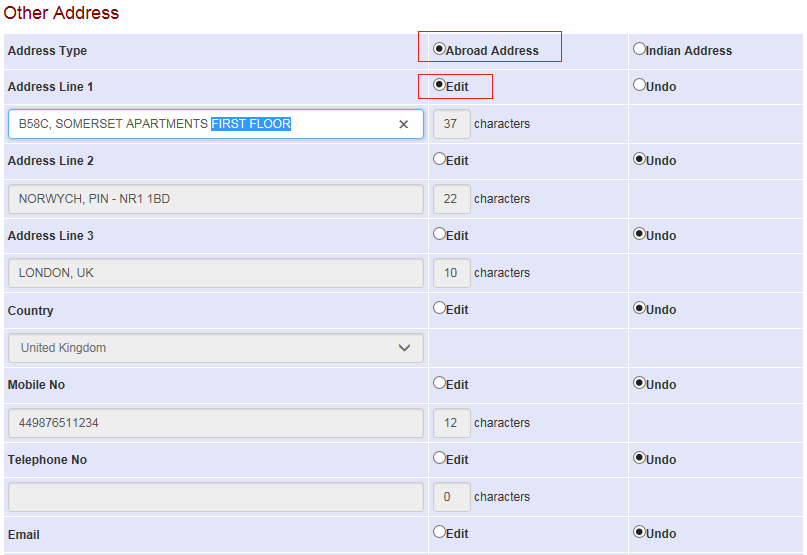 Other Address
Address Type Abroad Address Indian Address
Address Line 1 Edit Undo
B58C, SOMERSET APARTMENTS FIRST FLOOR 37 characters
Address Line 2 Edit Undo
NORWYCH, PIN - NR1 1BD 22 characters
Address Line 3 Edit Undo
LONDON, UK 10 characters
Country Edit Undo
United Kingdom
Mobile No Edit Undo
449876511234 12 characters
Telephone No Edit Undo
0 characters
Email Edit Undo